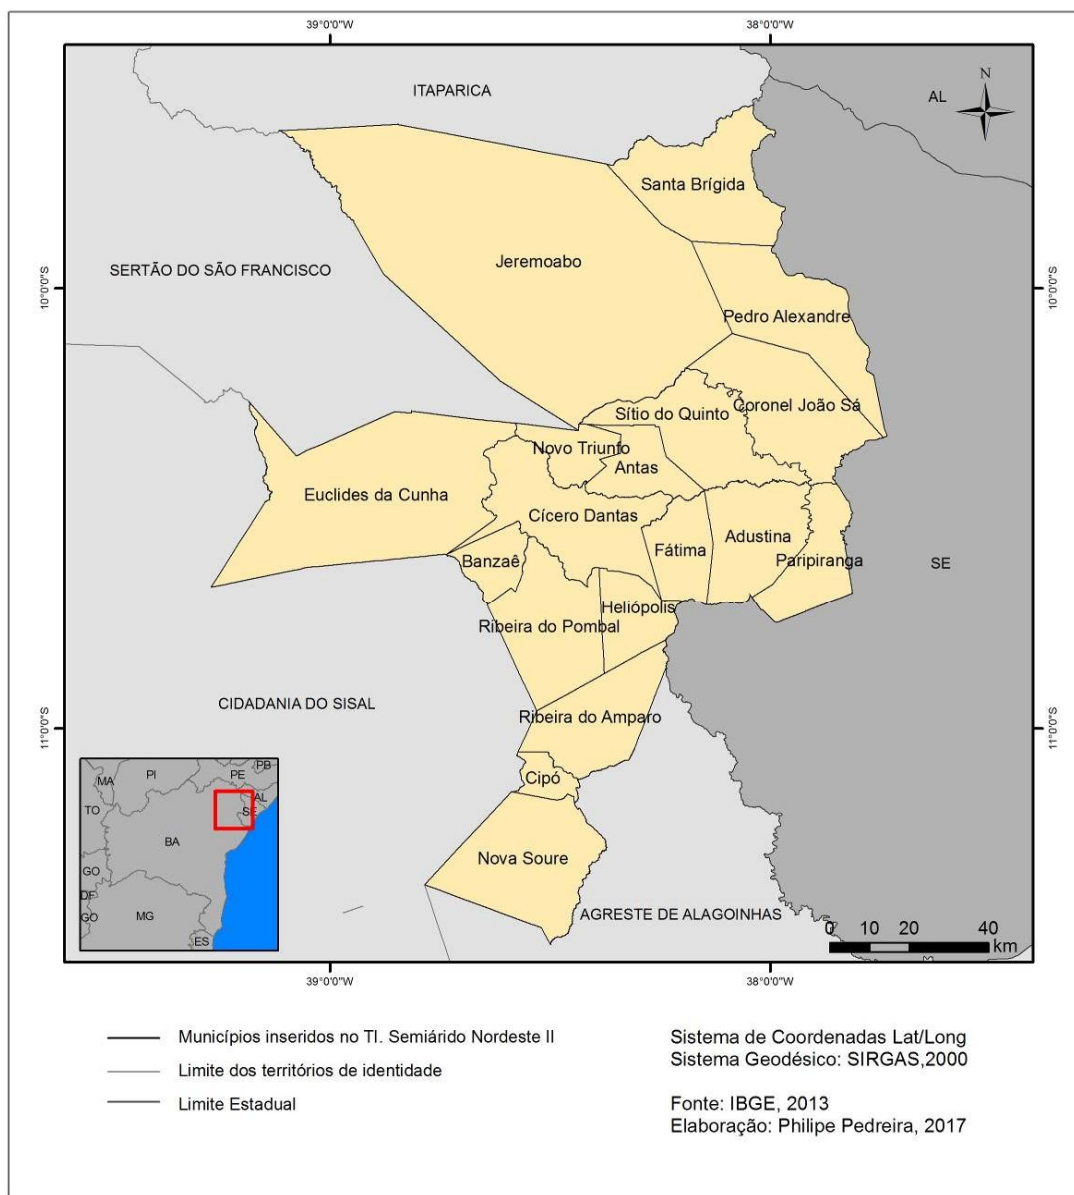 39°0'0"W
38°0'0"W
N
AL
ITAPARICA
Santa Brígida
SERTÃO DO SÃO FRANCISCO
Jeremoabo
10°0'0"S
10°0'0"S
Pedro Alexandre
Sítio do Quinto
Coronel João Sá
Novo Triunfo
Antas
Euclides da Cunha
Cícero Dantas
Adustina
Fátima
Banzaê
Paripiranga
SE
Heliópolis
Ribeira do Pombal
CIDADANIA DO SISAL
Ribeira do Amparo
11°0'0"S
11°0'0"S
Cipó
Nova Soure
AGRESTE DE ALAGOINHAS
MA
PI
PE
PB
TO
AL
SE
BA
GO
DF
GO
MG
ES
0 10 20 40
km
39°0'0"W
38°0'0"W
Municípios inseridos no TI. Semiárido Nordeste II
Limite dos territórios de identidade
Limite Estadual
Sistema de Coordenadas Lat/Long
Sistema Geodésico: SIRGAS,2000
Fonte: IBGE, 2013
Elaboração: Philipe Pedreira, 2017